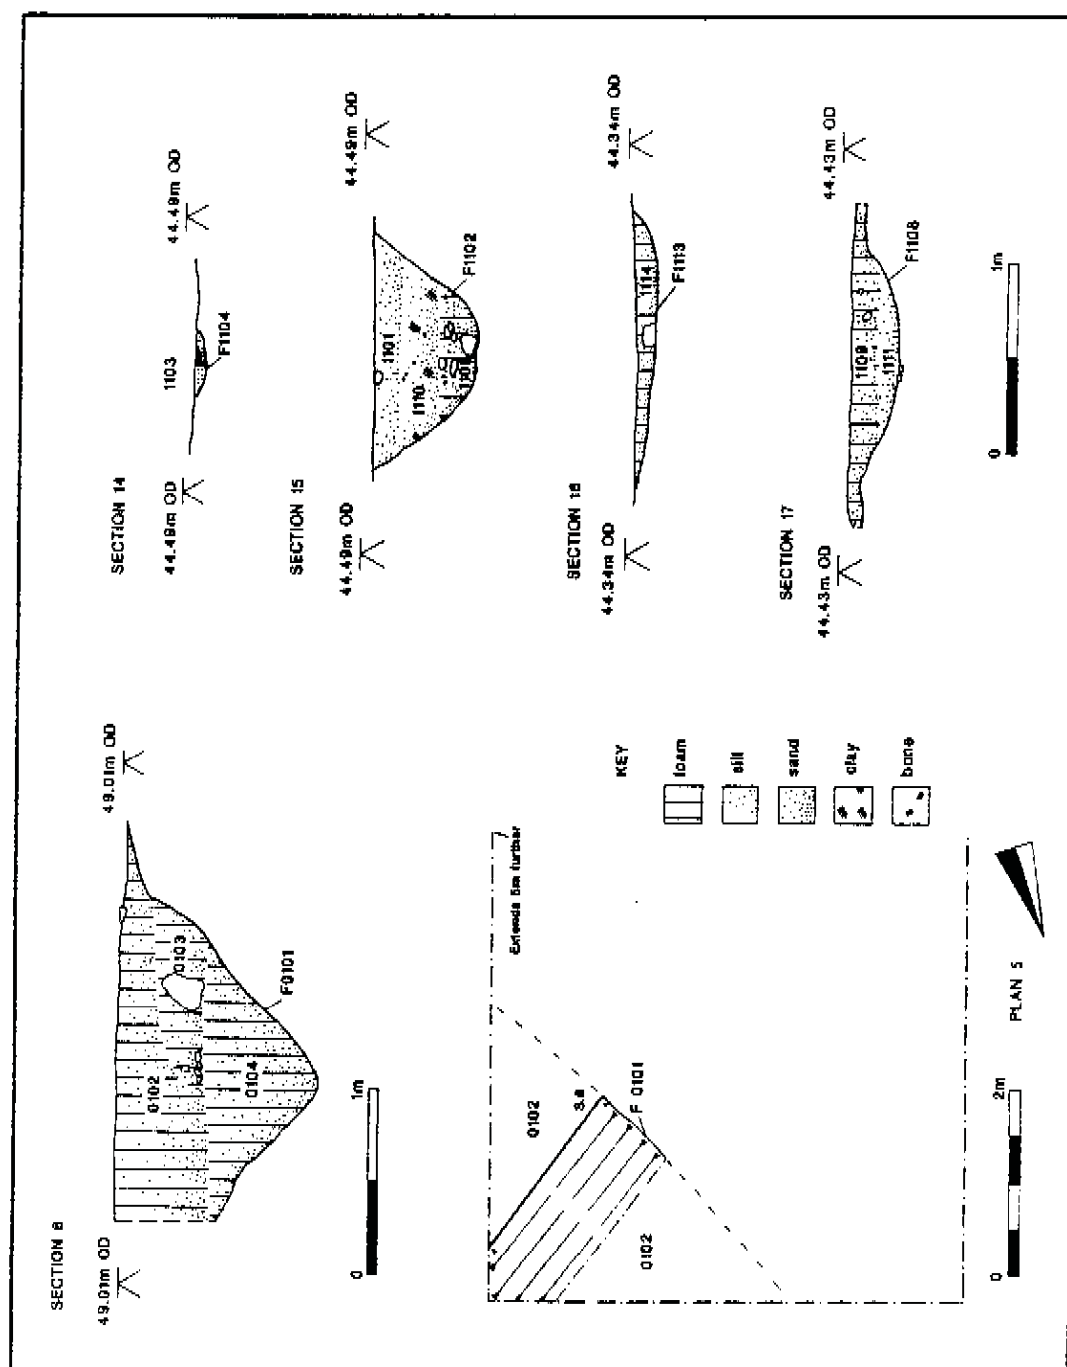 SECTION 6
49.01m OD
49.01m OD
0102
0103
0104
F0101
0
1m
SECTION 14
44.49m OD
44.49m OD
1103
F1104
SECTION 15
44.49m OD
44.49m OD
1101
1110
F1102
SECTION 16
44.34m OD
44.34m OD
1114
F1113
SECTION 17
44.43m OD
44.43m OD
1109
1111
F1108
0
1m
Extends 5m further
0102
S.6
F 0101
0102
0
2m
PLAN 5
KEY
loam
silt
sand
clay
bone